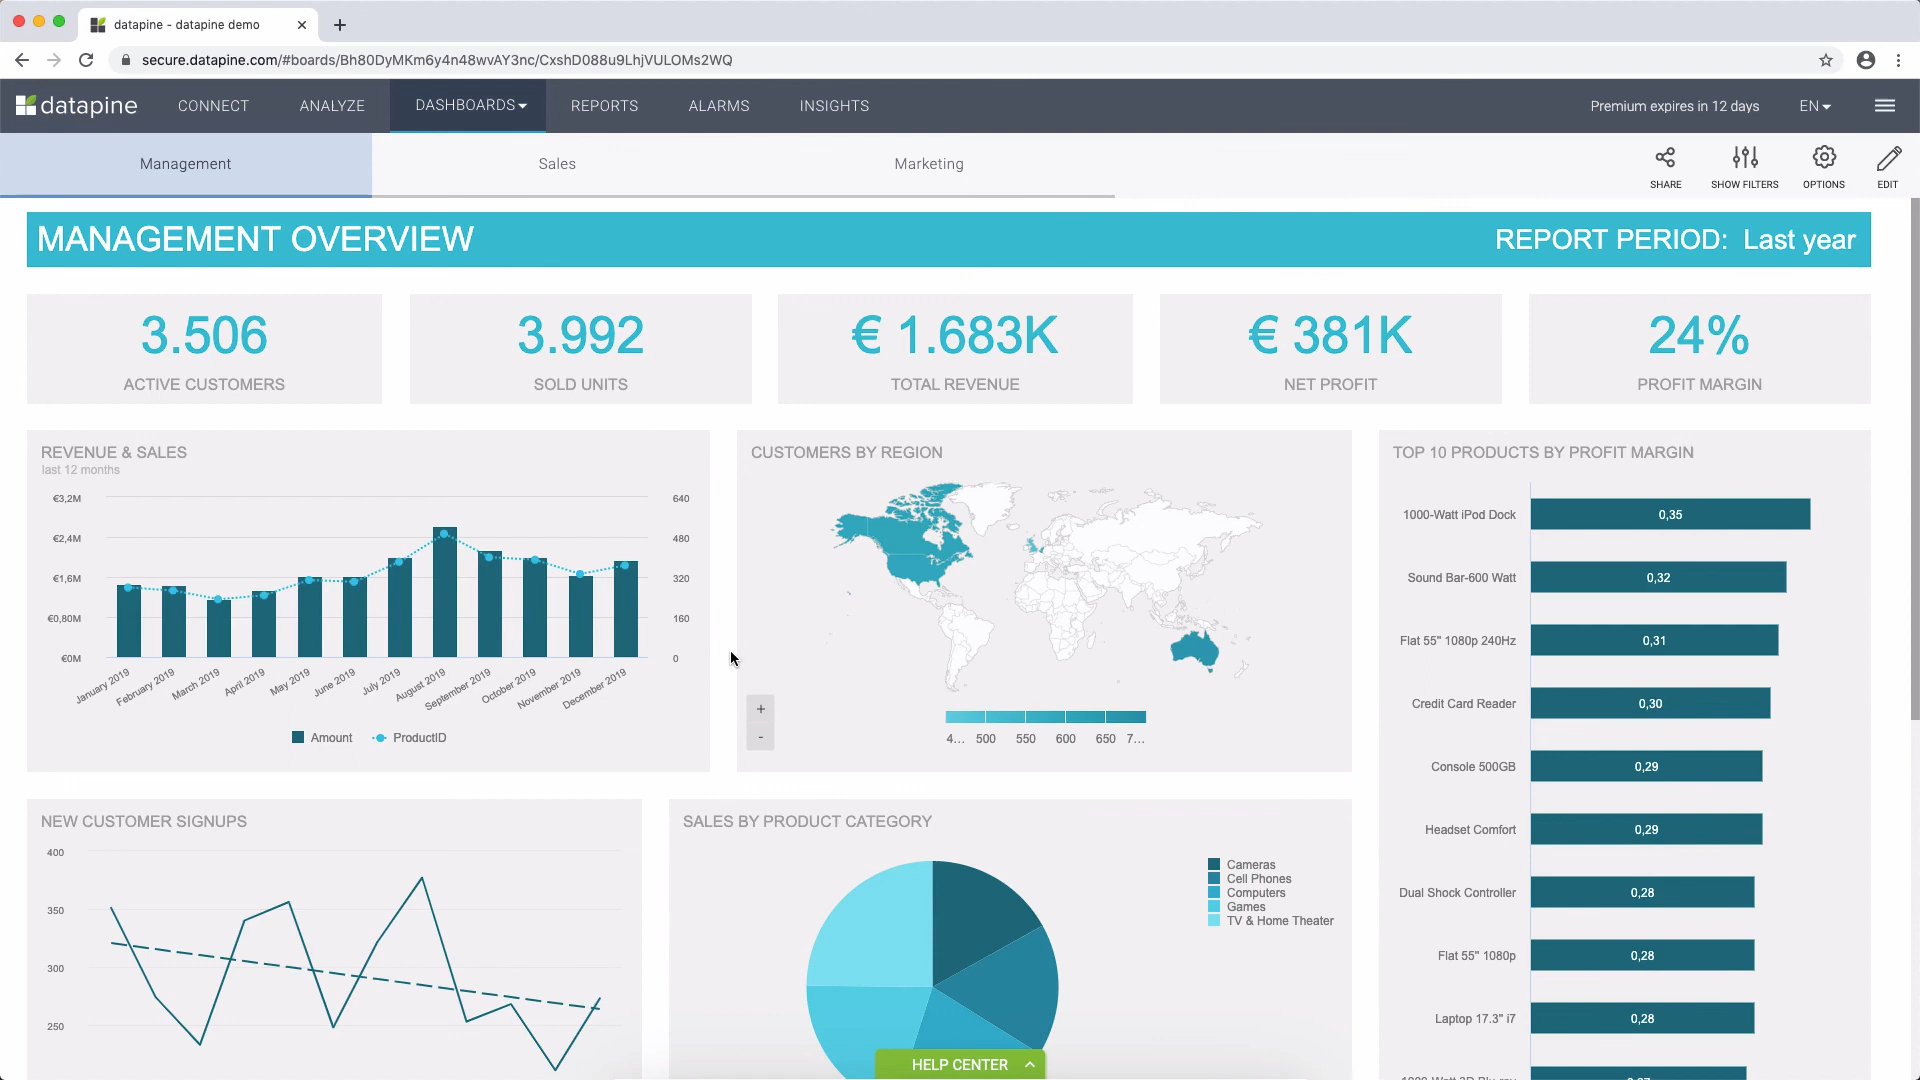 datapine - datapine demo
secure.datapine.com/#boards/Bh80DyMKm6y4n48wvAY3nc/CxshD088u9LhjVULOMs2WQ
datapine CONNECT ANALYZE DASHBOARDS REPORTS ALARMS INSIGHTS Premium expires in 12 days EN
Management Sales Marketing
SHARE SHOW FILTERS OPTIONS EDIT
MANAGEMENT OVERVIEW REPORT PERIOD: Last year
3.506 3.992 € 1.683K € 381K 24%
ACTIVE CUSTOMERS SOLD UNITS TOTAL REVENUE NET PROFIT PROFIT MARGIN
REVENUE & SALES
last 12 months
€3,2M 640
€2,4M 480
€1,6M 320
€0,80M 160
€0M 0
January 2019 February 2019 March 2019 April 2019 May 2019 June 2019 July 2019 August 2019 September 2019 October 2019 November 2019 December 2019
Amount ProductID
CUSTOMERS BY REGION
+
-
4... 500 550 600 650 7...
TOP 10 PRODUCTS BY PROFIT MARGIN
1000-Watt iPod Dock 0,35
Sound Bar-600 Watt 0,32
Flat 55" 1080p 240Hz 0,31
Credit Card Reader 0,30
Console 500GB 0,29
Headset Comfort 0,29
Dual Shock Controller 0,28
Flat 55" 1080p 0,28
Laptop 17.3" i7 0,28
NEW CUSTOMER SIGNUPS
400
350
300
250
SALES BY PRODUCT CATEGORY
Cameras
Cell Phones
Computers
Games
TV & Home Theater
HELP CENTER